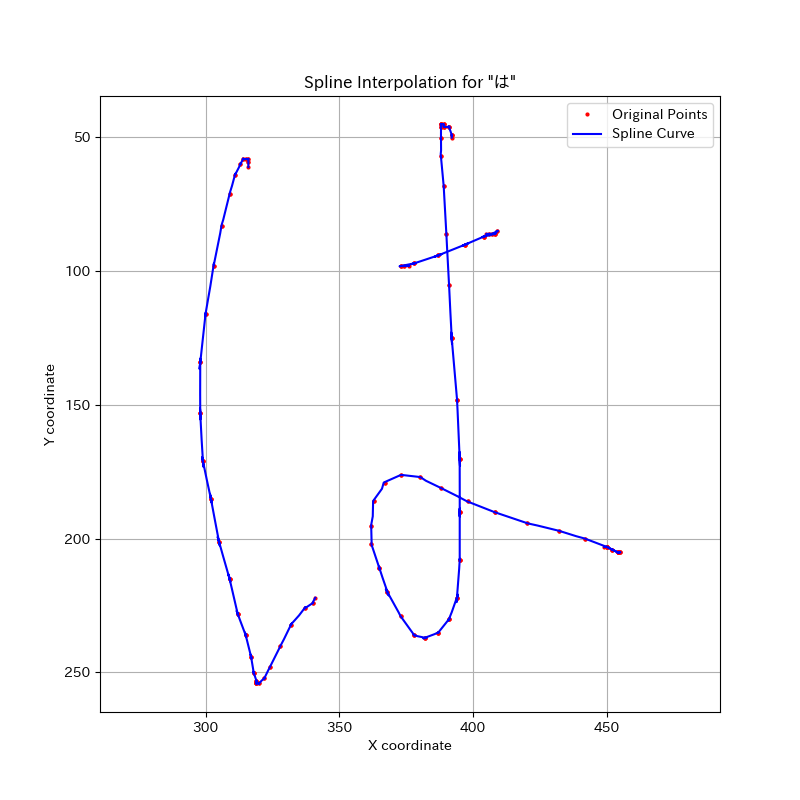 Spline Interpolation for "は"
Original Points
Spline Curve
50
100
150
200
250
Y coordinate
は
300
350
400
450
X coordinate